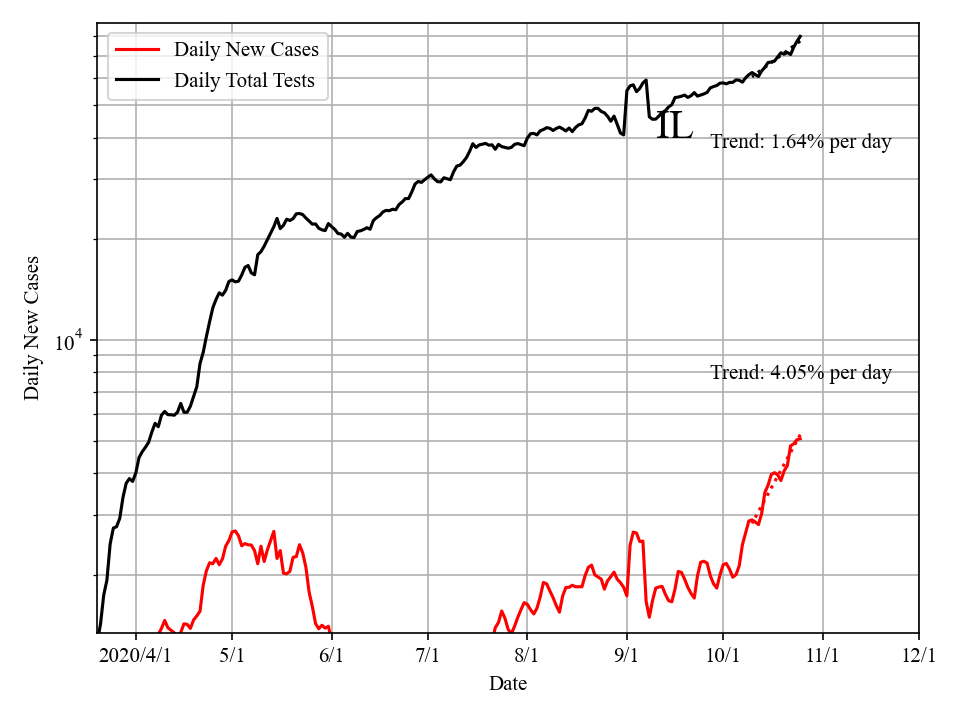 Daily New Cases
Daily Total Tests
IL
Trend: 1.64% per day
Trend: 4.05% per day
Daily New Cases
10^4
2020/4/1 5/1 6/1 7/1 8/1 9/1 10/1 11/1 12/1
Date